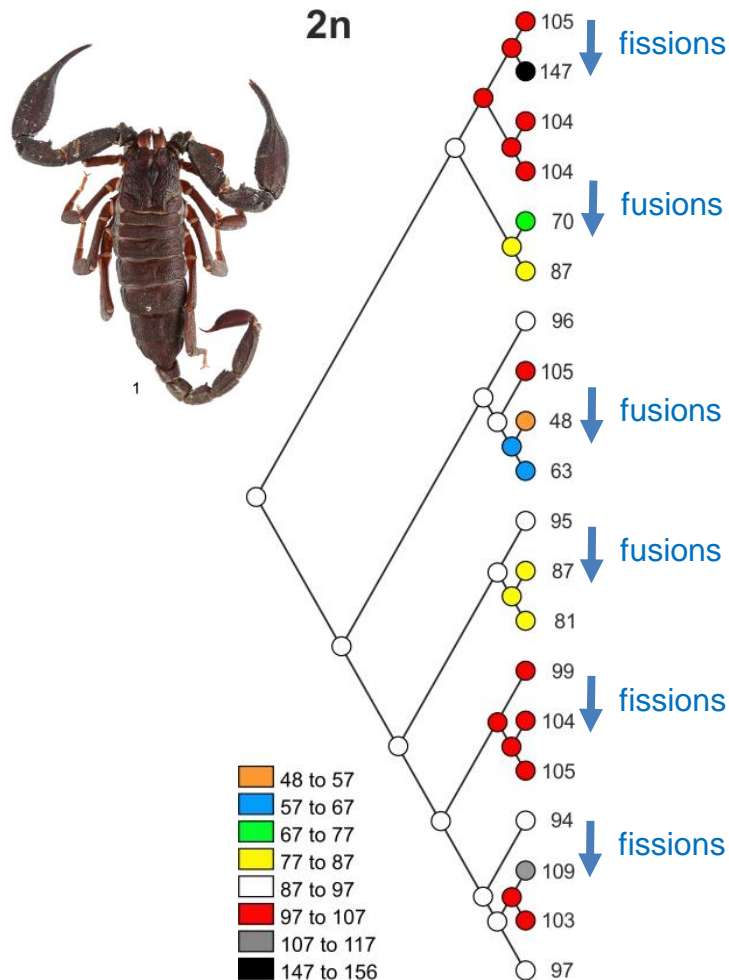 2n
105
fissions
147
104
104
fusions
70
87
96
105
fusions
48
63
1
95
fusions
87
81
99
fissions
104
105
48 to 57
57 to 67
67 to 77
77 to 87
87 to 97
97 to 107
107 to 117
147 to 156
94
fissions
109
103
97